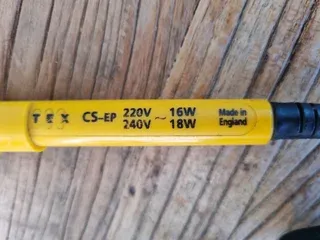 TEX CS-EP 220V ~ 16W Made in
240V 18W England